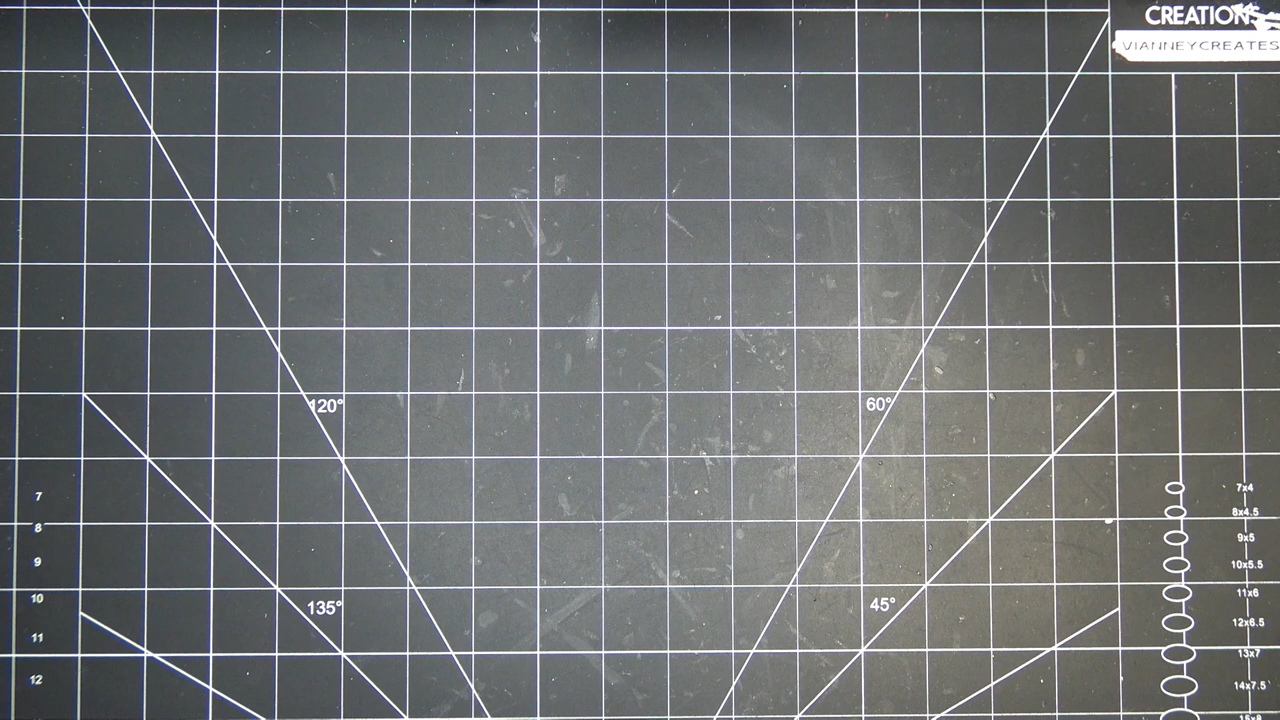 CREATIONS
VIANNEYCREATES
120°
60°
7
7x4
8x4.5
8
9x5
9
10x5.5
10
11x6
135°
45°
12x6.5
11
13x7
12
14x7.5